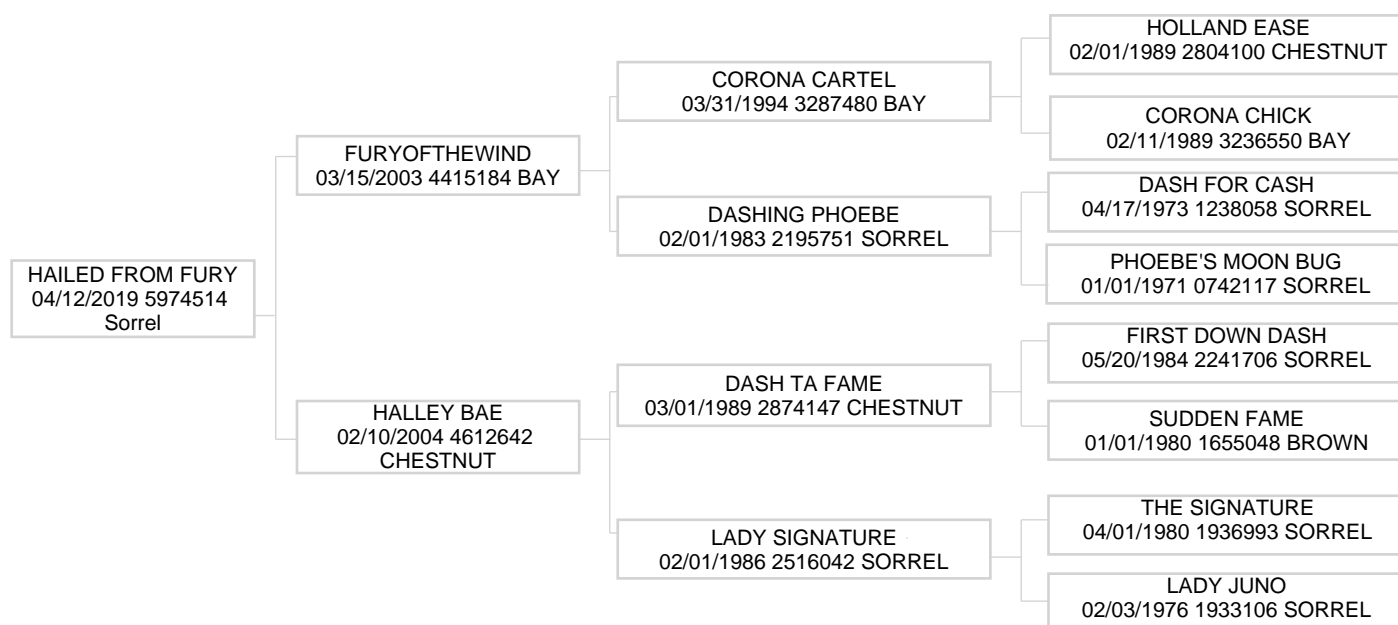 HOLLAND EASE
02/01/1989 2804100 CHESTNUT
CORONA CARTEL
03/31/1994 3287480 BAY
CORONA CHICK
02/11/1989 3236550 BAY
FURYOFTHEWIND
03/15/2003 4415184 BAY
DASH FOR CASH
04/17/1973 1238058 SORREL
DASHING PHOEBE
02/01/1983 2195751 SORREL
PHOEBE'S MOON BUG
01/01/1971 0742117 SORREL
HAILED FROM FURY
04/12/2019 5974514
Sorrel
FIRST DOWN DASH
05/20/1984 2241706 SORREL
DASH TA FAME
03/01/1989 2874147 CHESTNUT
SUDDEN FAME
01/01/1980 1655048 BROWN
HALLEY BAE
02/10/2004 4612642
CHESTNUT
THE SIGNATURE
04/01/1980 1936993 SORREL
LADY SIGNATURE
02/01/1986 2516042 SORREL
LADY JUNO
02/03/1976 1933106 SORREL